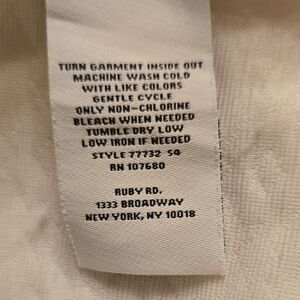 TURN GARMENT INSIDE OUT
MACHINE WASH COLD
WITH LIKE COLORS
GENTLE CYCLE
ONLY NON-CHLORINE
BLEACH WHEN NEEDED
TUMBLE DRY LOW
LOW IRON IF NEEDED
STYLE 77732 S4
RN 107680
RUBY RD.
1333 BROADWAY
NEW YORK, NY 10018